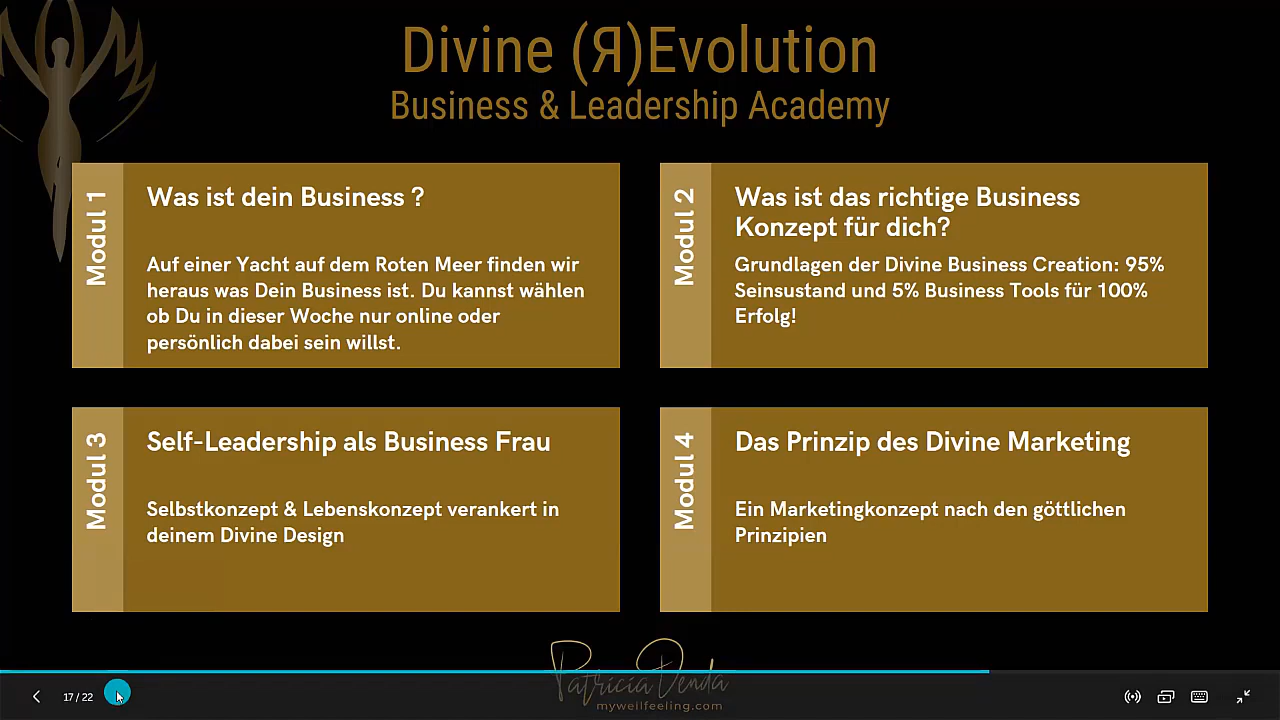 Divine (Я)Evolution
Business & Leadership Academy
Modul 1
Was ist dein Business ?
Auf einer Yacht auf dem Roten Meer finden wir
heraus was Dein Business ist. Du kannst wählen
ob Du in dieser Woche nur online oder
persönlich dabei sein willst.
Modul 2
Was ist das richtige Business
Konzept für dich?
Grundlagen der Divine Business Creation: 95%
Seinsustand und 5% Business Tools für 100%
Erfolg!
Modul 3
Self-Leadership als Business Frau
Selbstkonzept & Lebenskonzept verankert in
deinem Divine Design
Modul 4
Das Prinzip des Divine Marketing
Ein Marketingkonzept nach den göttlichen
Prinzipien
Patricia Denda
mywellfeeling.com
17 / 22